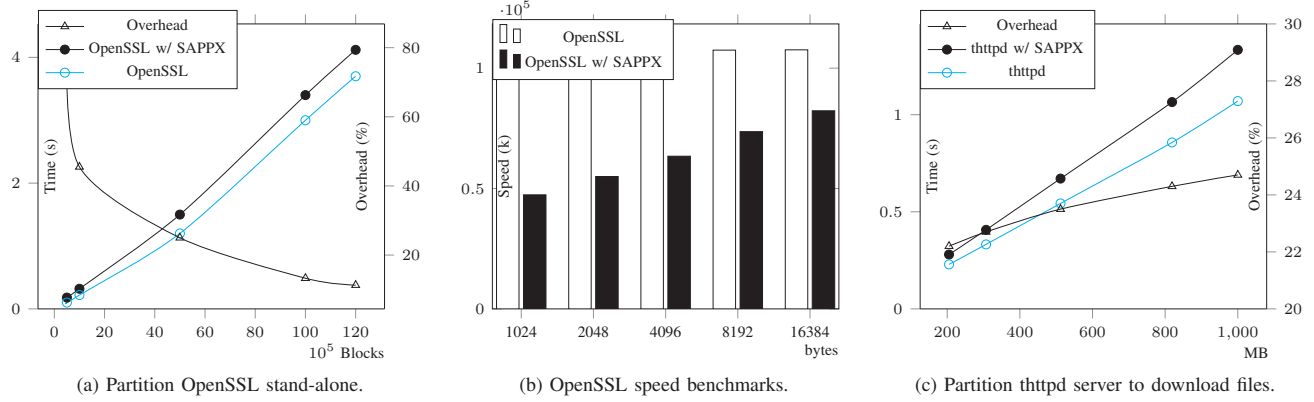 Overhead
OpenSSL w/ SAPPX
OpenSSL
4
2
0
Time (s)
80
60
40
20
Overhead (%)
0 20 40 60 80 100 120
10^5 Blocks
(a) Partition OpenSSL stand-alone.
·10^5
OpenSSL
OpenSSL w/ SAPPX
1
0.5
0
Speed (k)
1024 2048 4096 8192 16384
bytes
(b) OpenSSL speed benchmarks.
Overhead
thttpd w/ SAPPX
thttpd
1
0.5
0
Time (s)
30
28
26
24
22
20
Overhead (%)
200 400 600 800 1,000
MB
(c) Partition thttpd server to download files.